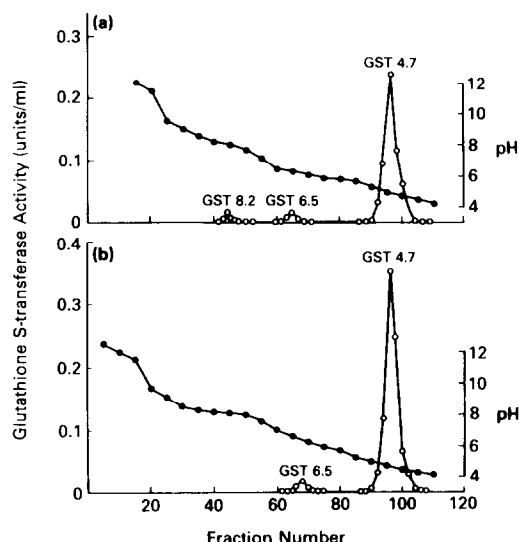 (a)
0.3
0.2
0.1
0
GST 4.7
GST 8.2
GST 6.5
12
10
8
6
4
pH
Glutathione S-transferase Activity (units/ml)
(b)
0.4
0.3
0.2
0.1
0
GST 4.7
GST 6.5
12
10
8
6
4
pH
20
40
60
80
100
120
Fraction Number